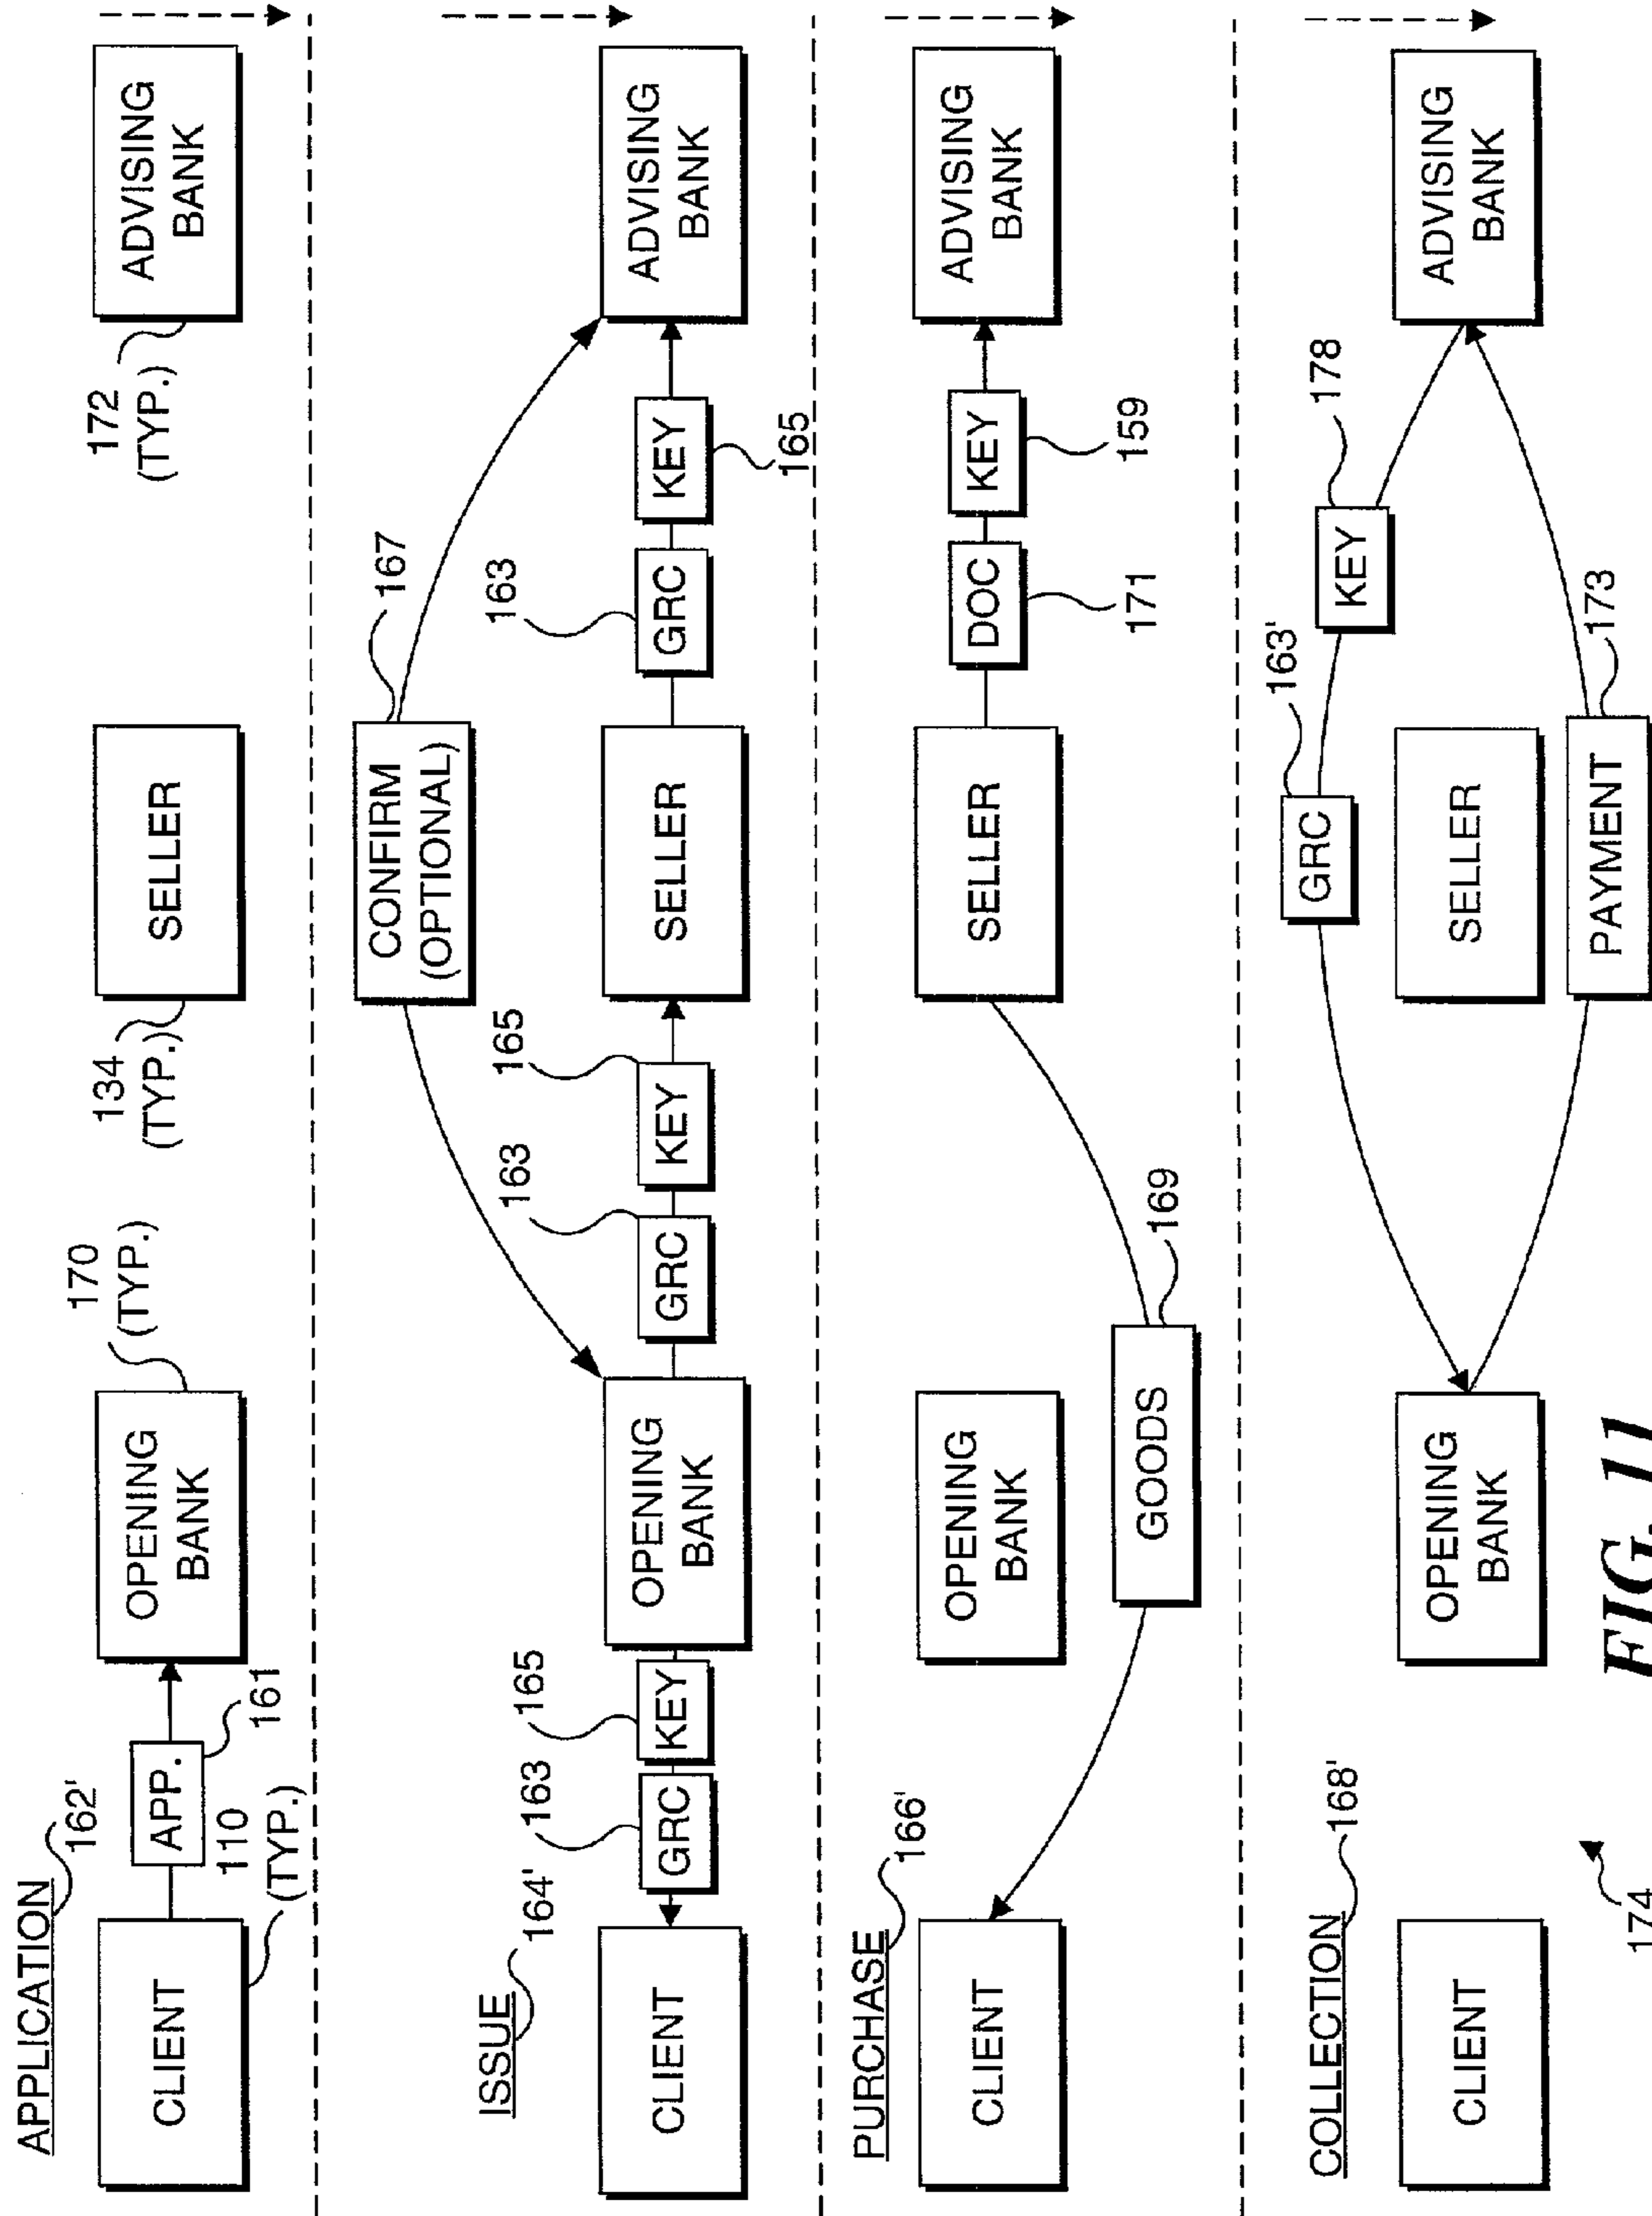 APPLICATION
162'
CLIENT
110
(TYP.)
APP.
161
OPENING
BANK
170
(TYP.)
134
(TYP.)
SELLER
172
(TYP.)
ADVISING
BANK
ISSUE
164'
CLIENT
163
GRC
165
KEY
OPENING
BANK
163
GRC
165
KEY
CONFIRM
(OPTIONAL)
167
SELLER
163
GRC
KEY
165
ADVISING
BANK
PURCHASE
166'
CLIENT
OPENING
BANK
GOODS
169
SELLER
DOC
171
KEY
159
ADVISING
BANK
COLLECTION
168'
CLIENT
OPENING
BANK
GRC
163'
KEY
178
SELLER
PAYMENT
173
ADVISING
BANK
174
FIG. 11